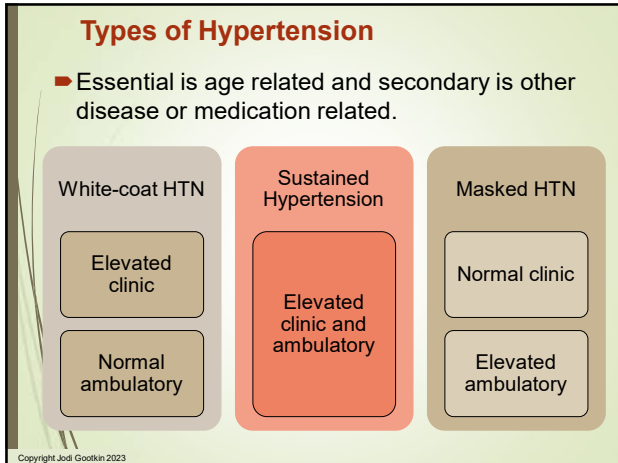 Types of Hypertension
Essential is age related and secondary is other
disease or medication related.
White-coat HTN
Elevated
clinic
Normal
ambulatory
Sustained
Hypertension
Elevated
clinic and
ambulatory
Masked HTN
Normal clinic
Elevated
ambulatory
Copyright Jodi Gootkin 2023